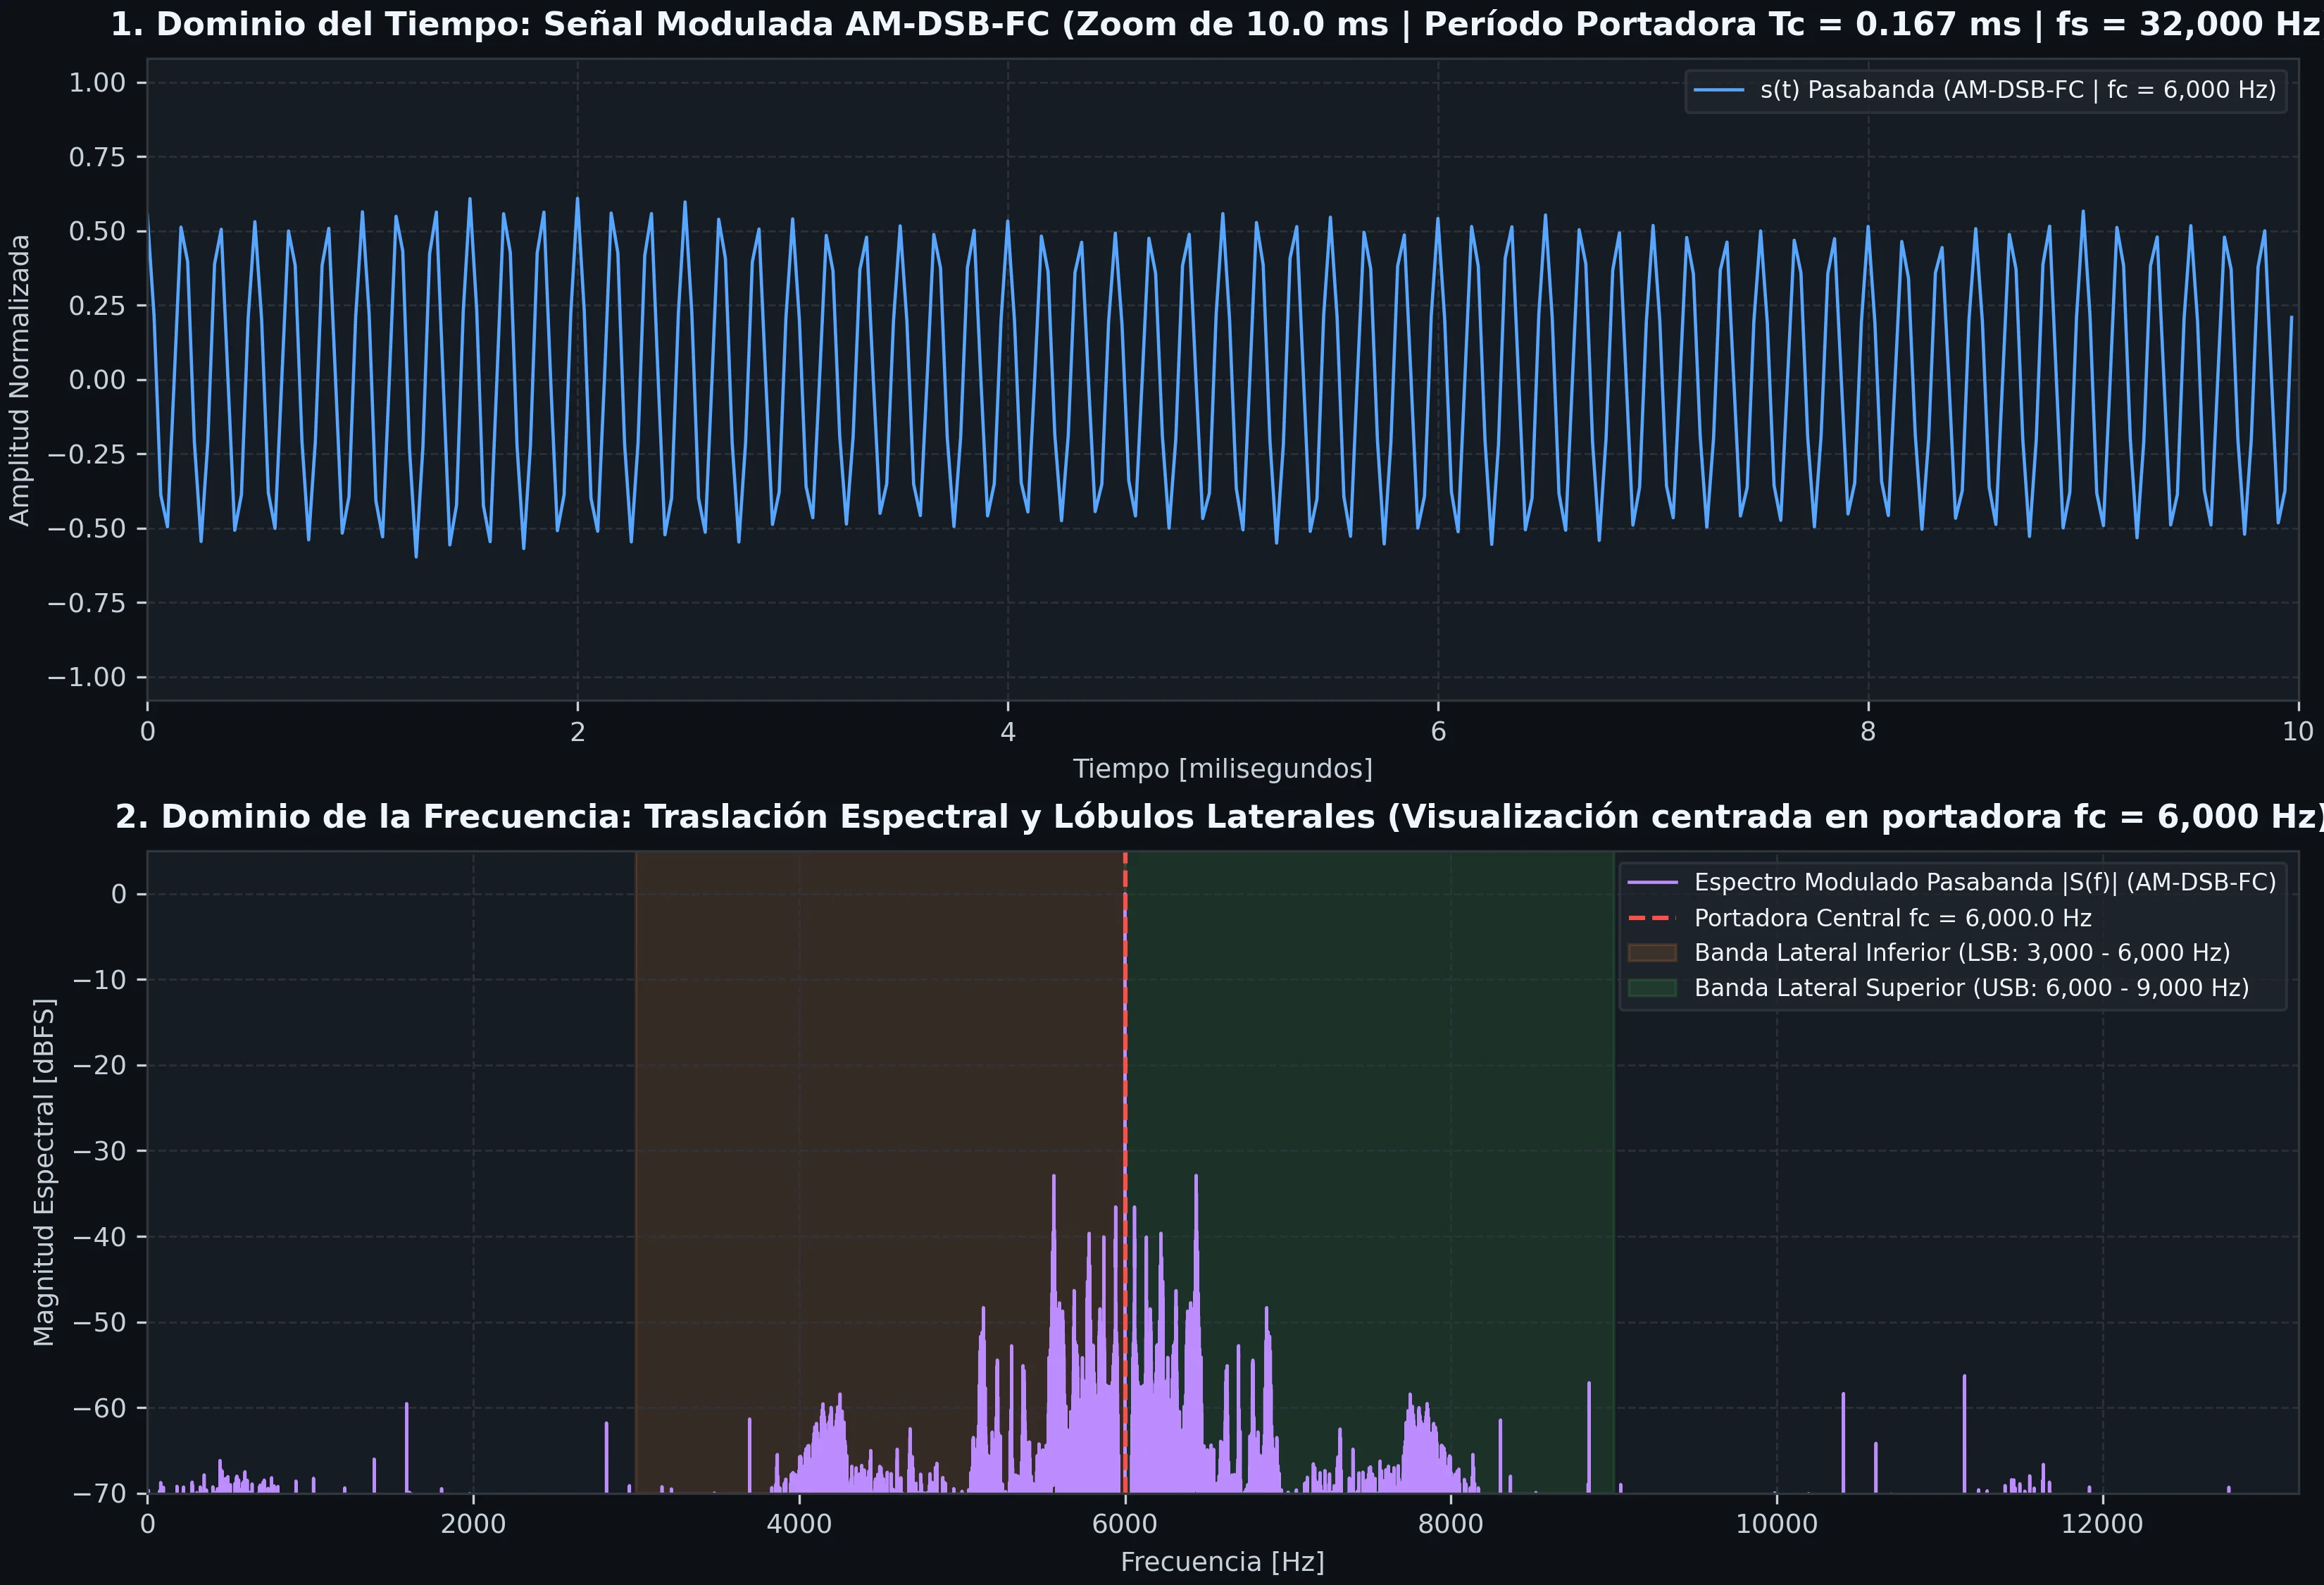 1. Dominio del Tiempo: Señal Modulada AM-DSB-FC (Zoom de 10.0 ms | Período Portadora Tc = 0.167 ms | fs = 32,000 Hz
s(t) Pasabanda (AM-DSB-FC | fc = 6,000 Hz)
Amplitud Normalizada
1.00
0.75
0.50
0.25
0.00
−0.25
−0.50
−0.75
−1.00
0 2 4 6 8 10
Tiempo [milisegundos]
2. Dominio de la Frecuencia: Traslación Espectral y Lóbulos Laterales (Visualización centrada en portadora fc = 6,000 Hz)
Espectro Modulado Pasabanda |S(f)| (AM-DSB-FC)
Portadora Central fc = 6,000.0 Hz
Banda Lateral Inferior (LSB: 3,000 - 6,000 Hz)
Banda Lateral Superior (USB: 6,000 - 9,000 Hz)
Magnitud Espectral [dBFS]
0
−10
−20
−30
−40
−50
−60
−70
0 2000 4000 6000 8000 10000 12000
Frecuencia [Hz]